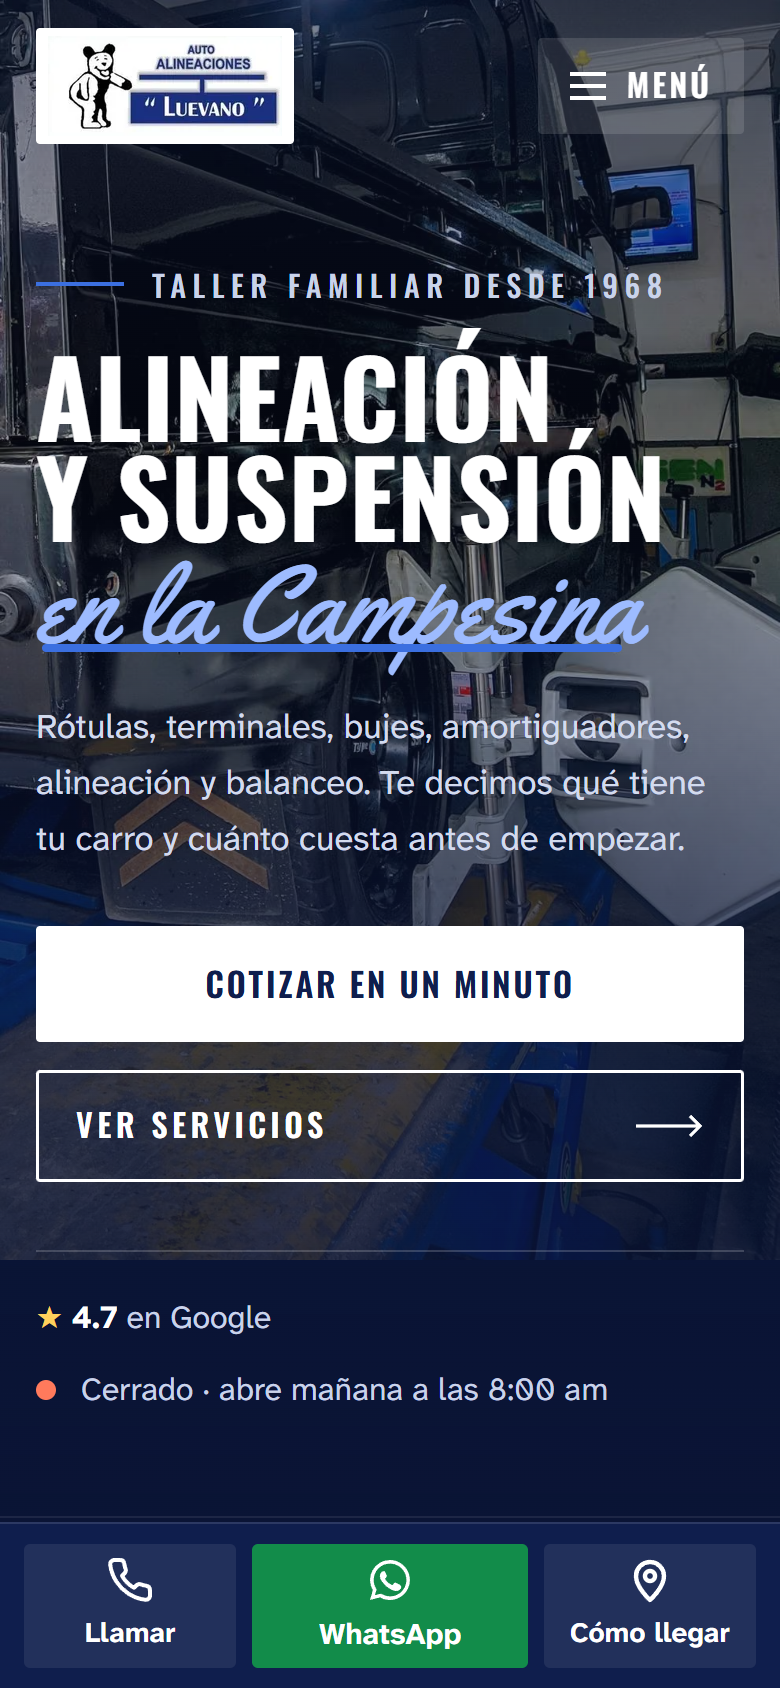 AUTO
ALINEACIONES
“ LUEVANO ”
MENÚ
TALLER FAMILIAR DESDE 1968
ALINEACIÓN
Y SUSPENSIÓN
en la Campesina
Rótulas, terminales, bujes, amortiguadores,
alineación y balanceo. Te decimos qué tiene
tu carro y cuánto cuesta antes de empezar.
COTIZAR EN UN MINUTO
VER SERVICIOS
★ 4.7 en Google
Cerrado · abre mañana a las 8:00 am
Llamar
WhatsApp
Cómo llegar